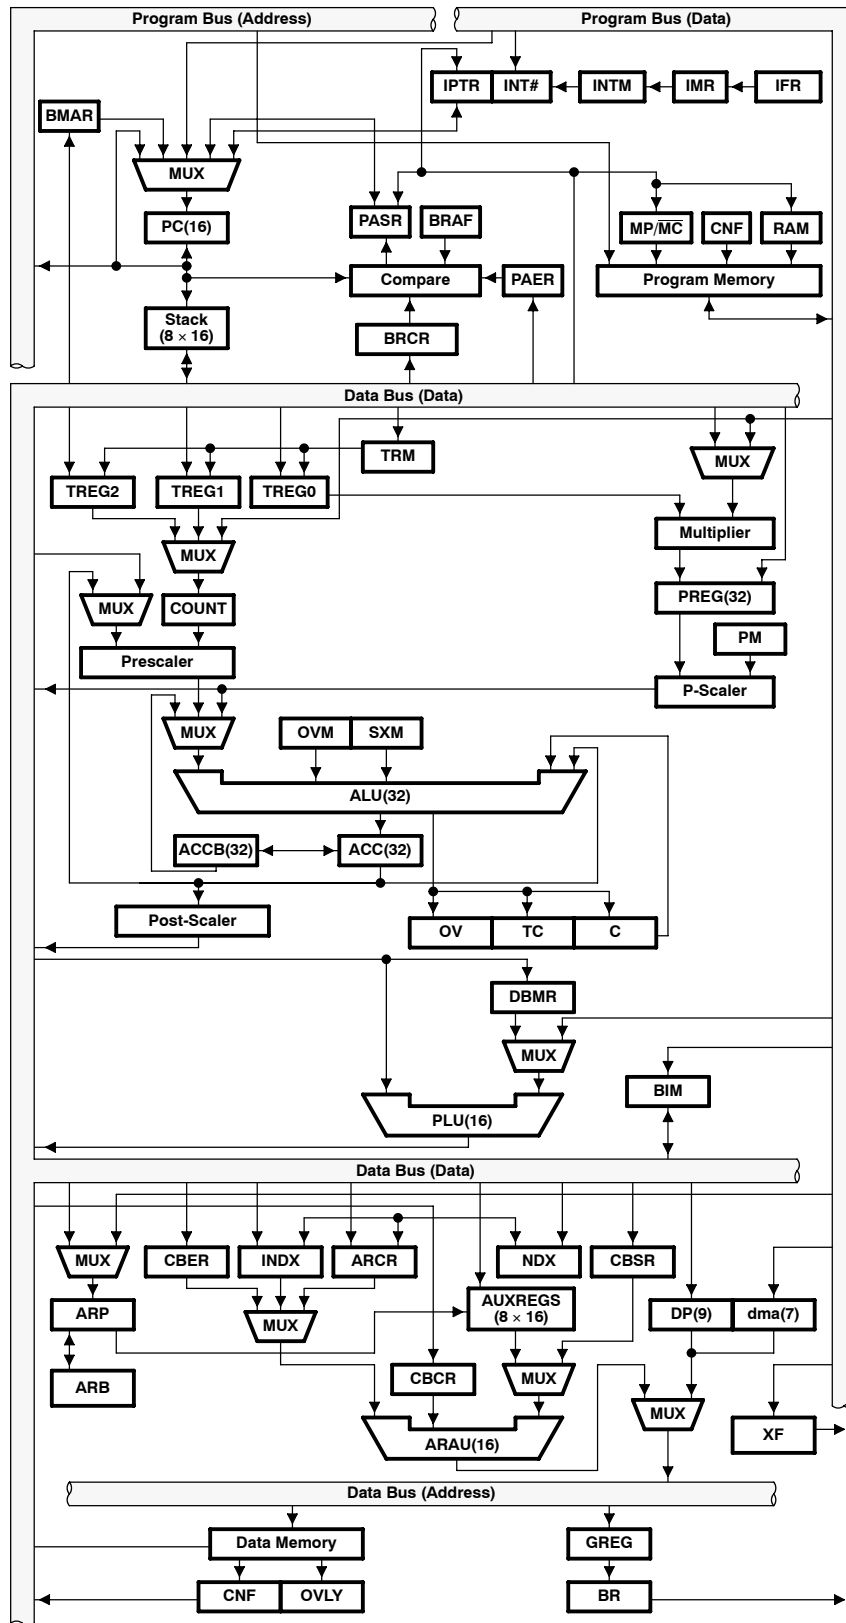 Program Bus (Address)
Program Bus (Data)
IPTR
INT#
INTM
IMR
IFR
BMAR
MUX
PC(16)
PASR
BRAF
MP/MC
CNF
RAM
Compare
PAER
Program Memory
Stack
(8 × 16)
BRCR
Data Bus (Data)
TRM
MUX
TREG2
TREG1
TREG0
Multiplier
MUX
MUX
COUNT
PREG(32)
PM
Prescaler
P-Scaler
MUX
OVM
SXM
ALU(32)
ACCB(32)
ACC(32)
Post-Scaler
OV
TC
C
DBMR
MUX
BIM
PLU(16)
Data Bus (Data)
MUX
CBER
INDX
ARCR
NDX
CBSR
ARP
MUX
AUXREGS
(8 × 16)
DP(9)
dma(7)
ARB
CBCR
MUX
MUX
XF
ARAU(16)
Data Bus (Address)
Data Memory
GREG
CNF
OVLY
BR